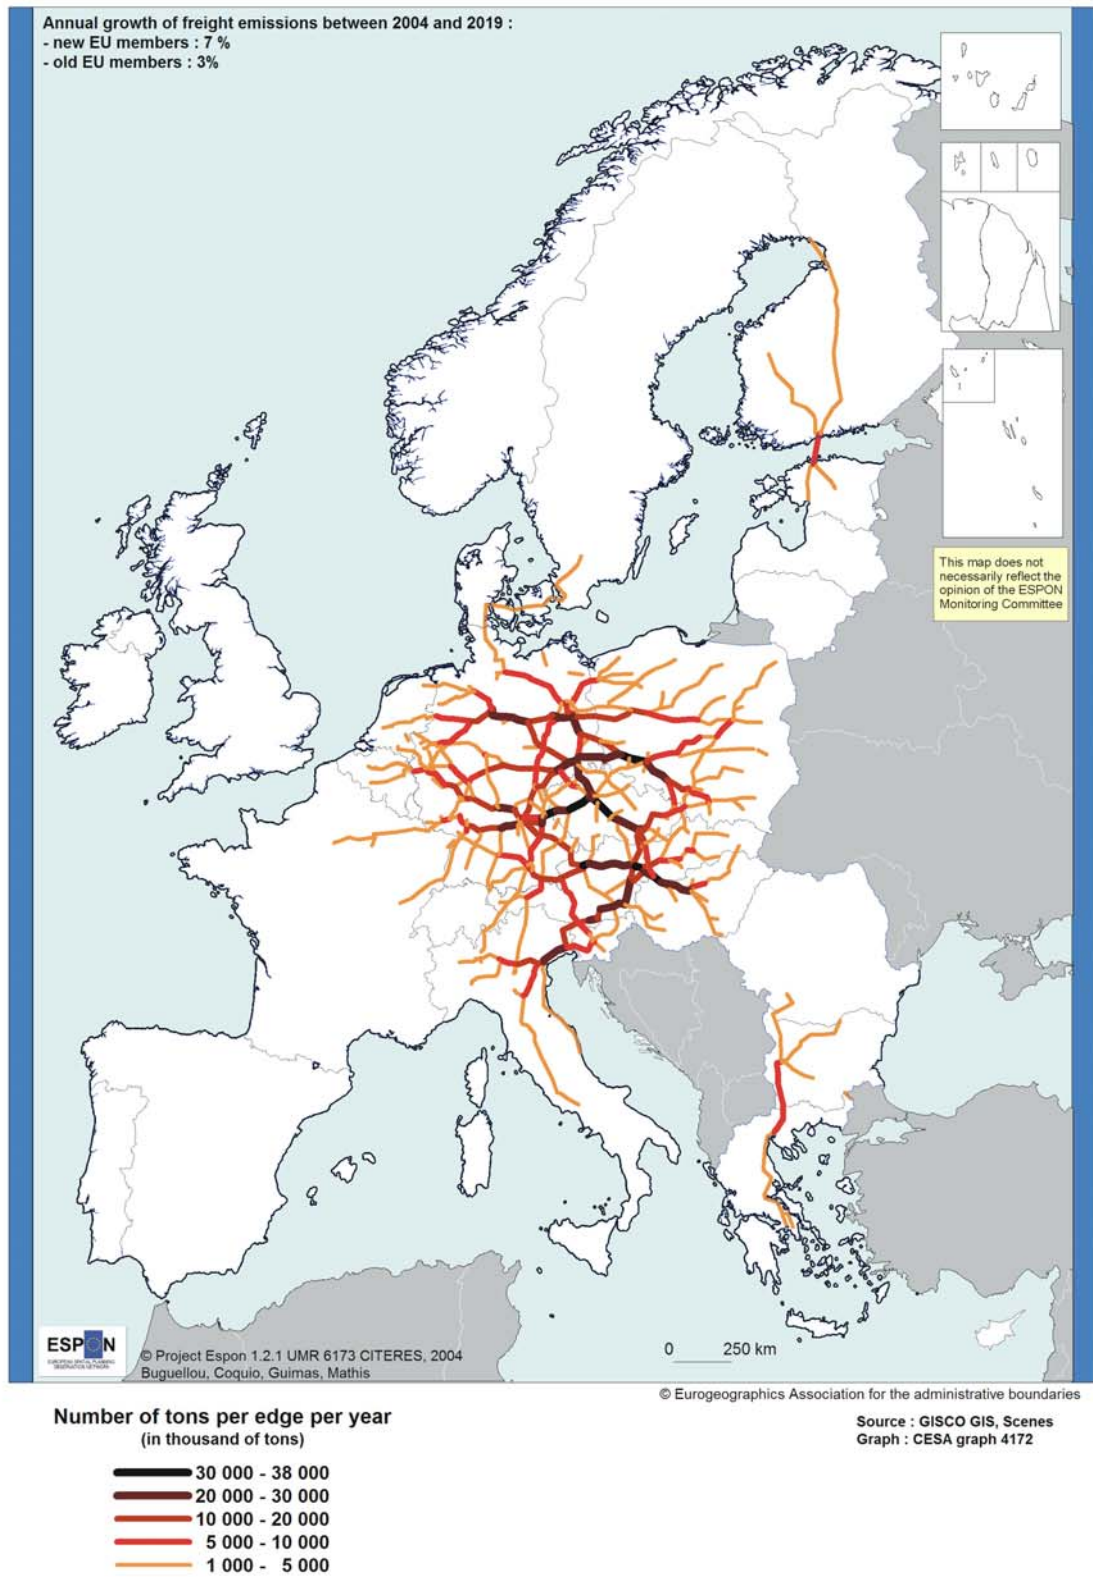 Annual growth of freight emissions between 2004 and 2019 :
- new EU members : 7 %
- old EU members : 3%
This map does not
necessarily reflect the
opinion of the ESPON
Monitoring Committee
ESPON
© Project Espon 1.2.1 UMR 6173 CITERES, 2004
Buguellou, Coquio, Guimas, Mathis
0 250 km
© Eurogeographics Association for the administrative boundaries
Number of tons per edge per year
(in thousand of tons)
Source : GISCO GIS, Scenes
Graph : CESA graph 4172
30 000 - 38 000
20 000 - 30 000
10 000 - 20 000
5 000 - 10 000
1 000 - 5 000